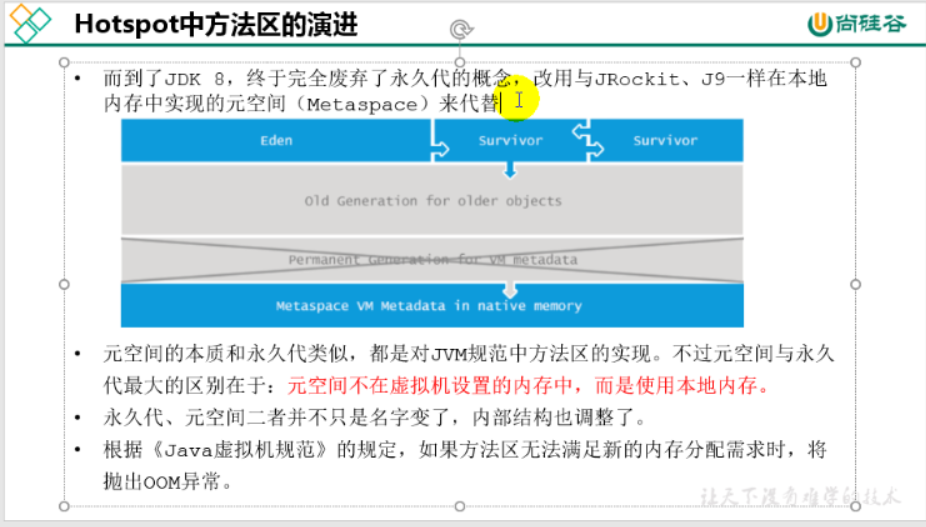 Hotspot中方法区的演进
尚硅谷
• 而到了JDK 8，终于完全废弃了永久代的概念，改用与JRockit、J9一样在本地
内存中实现的元空间（Metaspace）来代替
Eden
Survivor
Survivor
Old Generation for older objects
Permanent Generation for VM metadata
Metaspace VM Metadata in native memory
• 元空间的本质和永久代类似，都是对JVM规范中方法区的实现。不过元空间与永久
代最大的区别在于：元空间不在虚拟机设置的内存中，而是使用本地内存。
• 永久代、元空间二者并不只是名字变了，内部结构也调整了。
• 根据《Java虚拟机规范》的规定，如果方法区无法满足新的内存分配需求时，将
抛出OOM异常。
让天下没有难学的技术